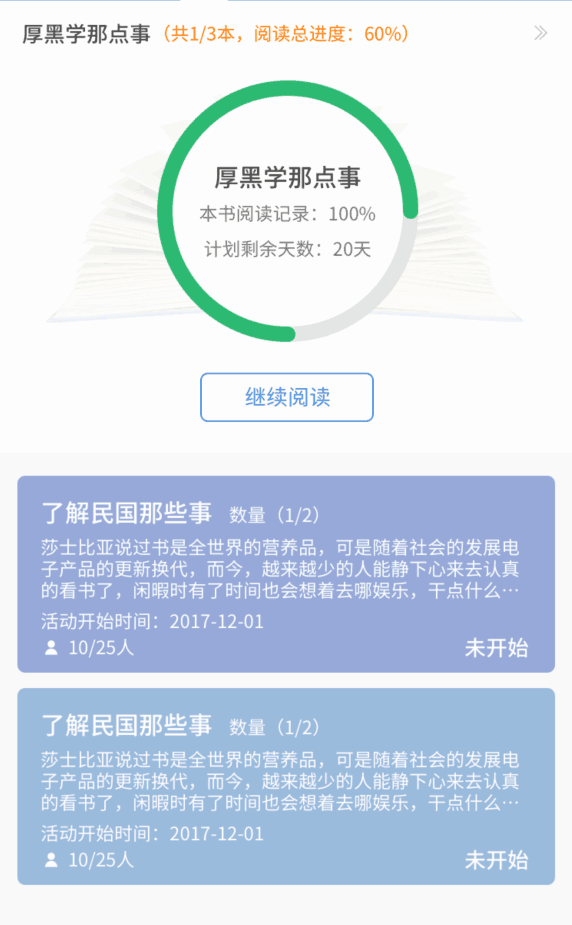 厚黑学那点事（共1/3本，阅读总进度：60%）
厚黑学那点事
本书阅读记录：100%
计划剩余天数：20天
继续阅读
了解民国那些事 数量（1/2）
莎士比亚说过书是全世界的营养品，可是随着社会的发展电
子产品的更新换代，而今，越来越少的人能静下心来去认真
的看书了，闲暇时有了时间也会想着去哪娱乐，干点什么…
活动开始时间：2017-12-01
10/25人 未开始
了解民国那些事 数量（1/2）
莎士比亚说过书是全世界的营养品，可是随着社会的发展电
子产品的更新换代，而今，越来越少的人能静下心来去认真
的看书了，闲暇时有了时间也会想着去哪娱乐，干点什么…
活动开始时间：2017-12-01
10/25人 未开始